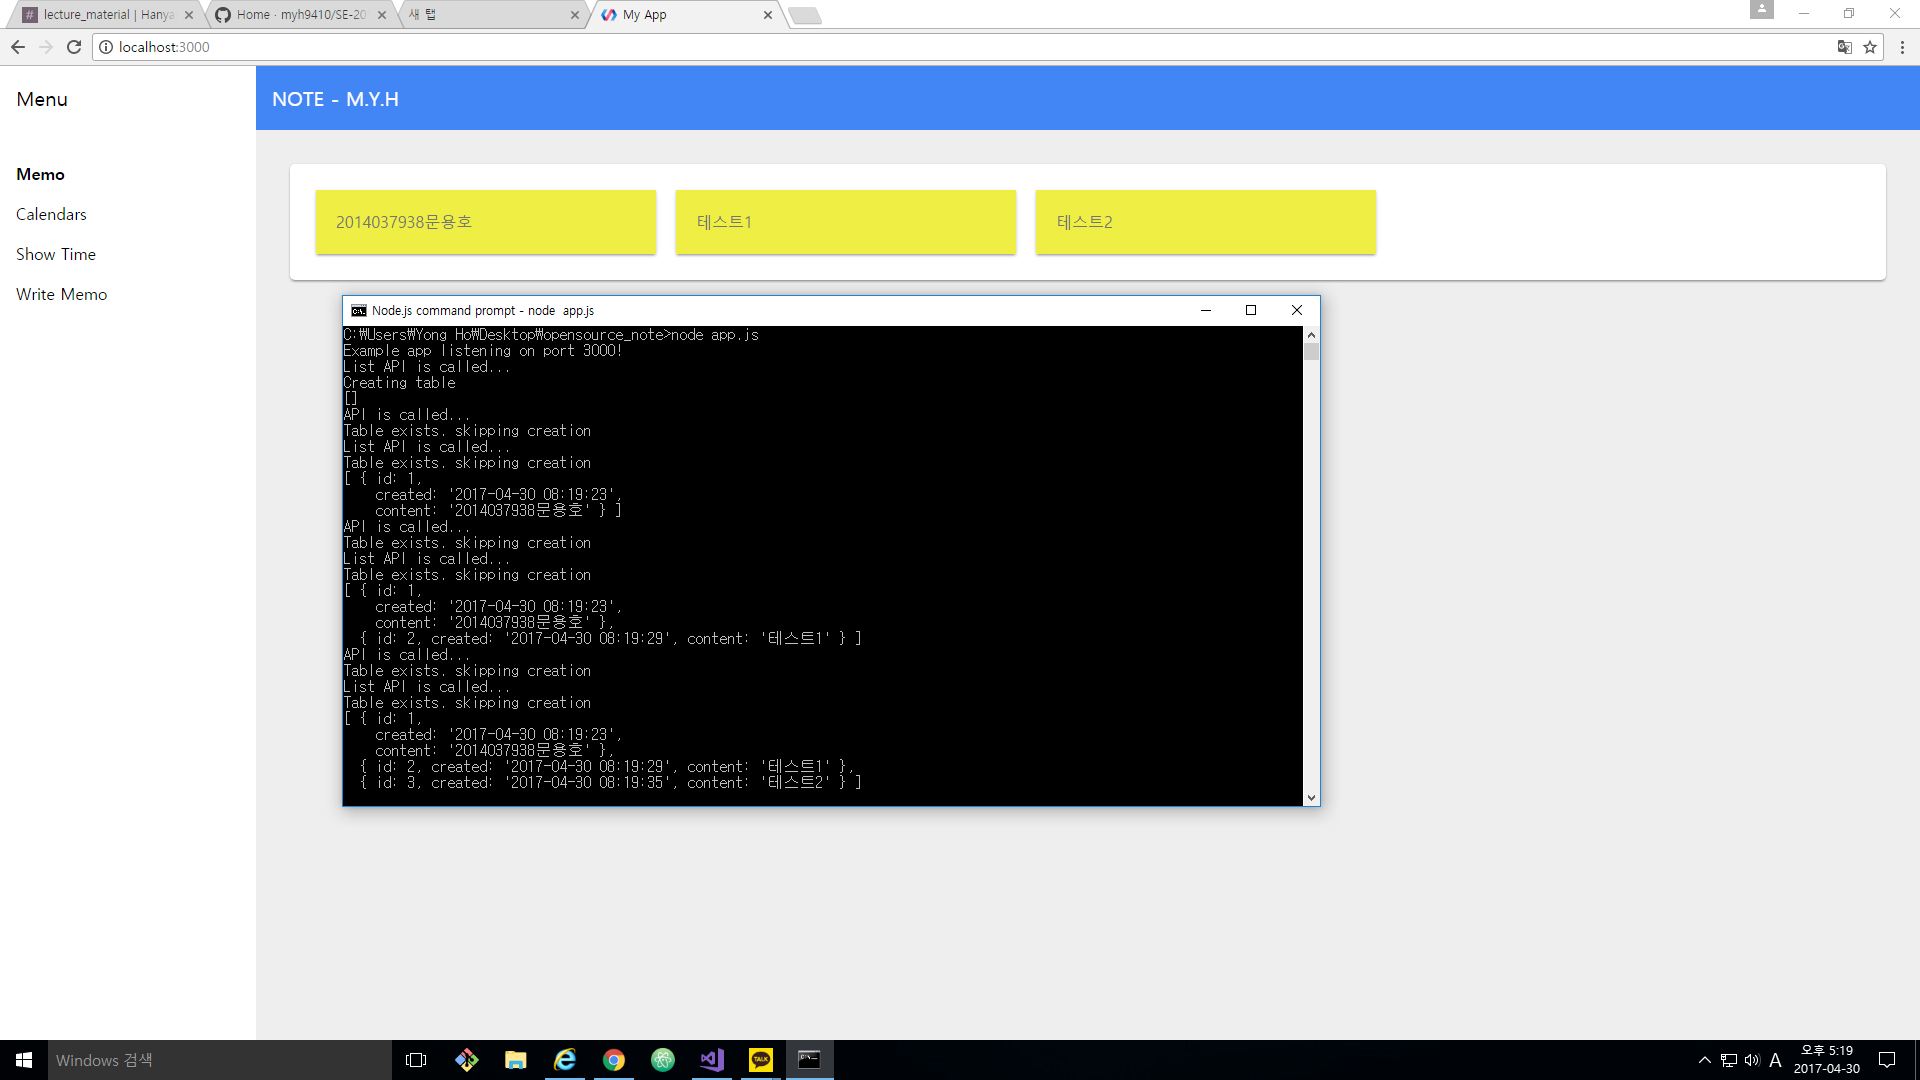 lecture_material | Hanya
Home · myh9410/SE-20
새 탭
My App
localhost:3000
Menu
NOTE - M.Y.H
Memo
Calendars
Show Time
Write Memo
2014037938문용호
테스트1
테스트2
Node.js command prompt - node  app.js
C:₩Users₩Yong Ho₩Desktop₩opensource_note>node app.js
Example app listening on port 3000!
List API is called...
Creating table
[]
API is called...
Table exists. skipping creation
List API is called...
Table exists. skipping creation
[ { id: 1,
    created: '2017-04-30 08:19:23',
    content: '2014037938문용호' } ]
API is called...
Table exists. skipping creation
List API is called...
Table exists. skipping creation
[ { id: 1,
    created: '2017-04-30 08:19:23',
    content: '2014037938문용호' },
  { id: 2, created: '2017-04-30 08:19:29', content: '테스트1' } ]
API is called...
Table exists. skipping creation
List API is called...
Table exists. skipping creation
[ { id: 1,
    created: '2017-04-30 08:19:23',
    content: '2014037938문용호' },
  { id: 2, created: '2017-04-30 08:19:29', content: '테스트1' },
  { id: 3, created: '2017-04-30 08:19:35', content: '테스트2' } ]
Windows 검색
TALK
A
오후 5:19
2017-04-30